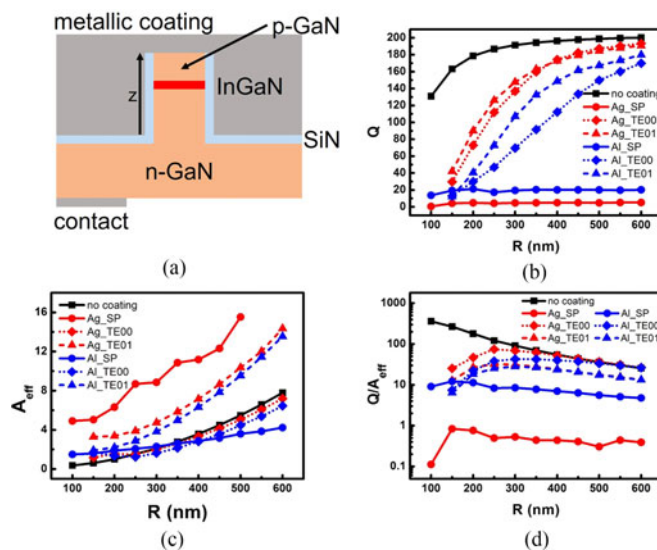 metallic coating
p-GaN
z
InGaN
SiN
n-GaN
contact
(a)
Q
200
180
160
140
120
100
80
60
40
20
0
no coating
Ag_SP
Ag_TE00
Ag_TE01
Al_SP
Al_TE00
Al_TE01
100 200 300 400 500 600
R (nm)
(b)
Aeff
16
12
8
4
0
no coating
Ag_SP
Ag_TE00
Ag_TE01
Al_SP
Al_TE00
Al_TE01
100 200 300 400 500 600
R (nm)
(c)
Q/Aeff
1000
100
10
1
0.1
no coating
Ag_SP Al_SP
Ag_TE00 Al_TE00
Ag_TE01 Al_TE01
100 200 300 400 500 600
R (nm)
(d)